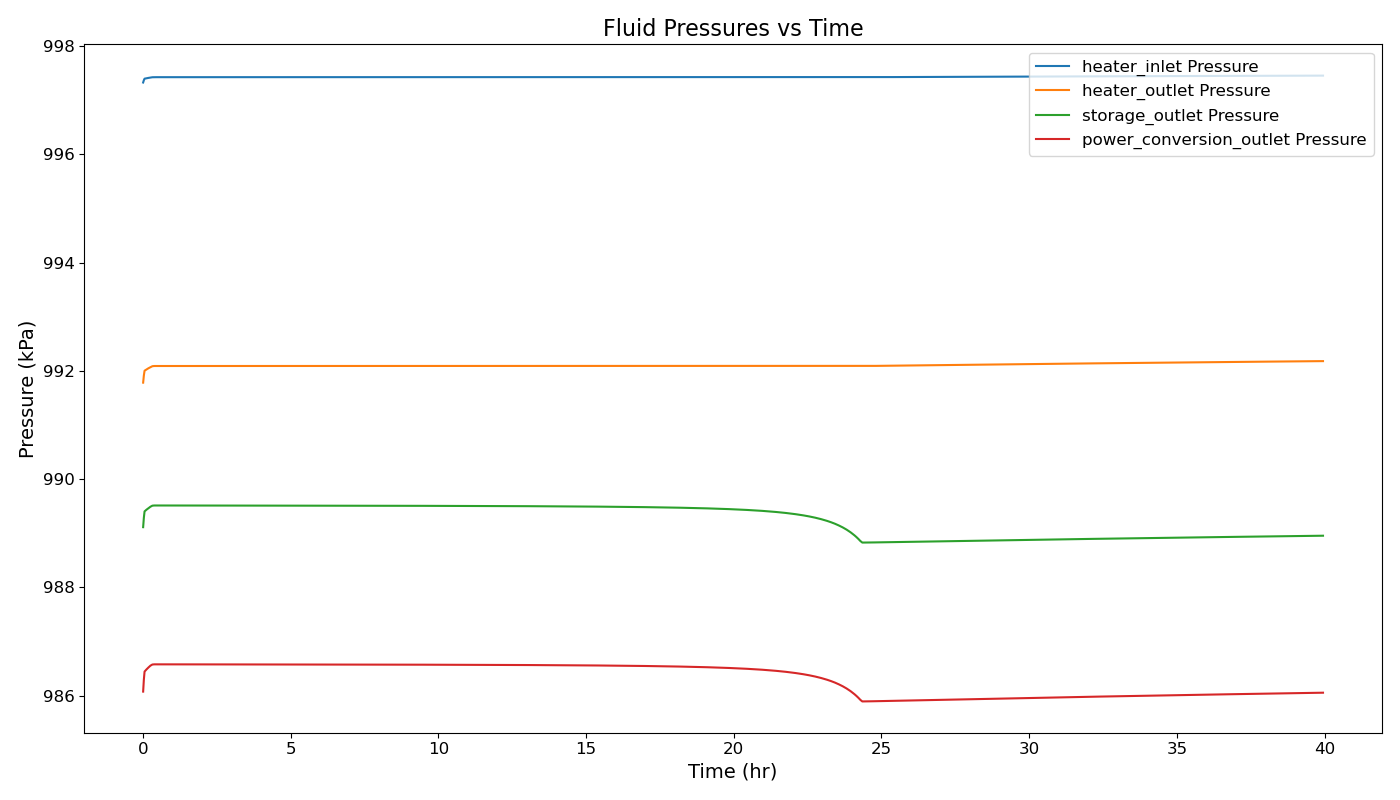 Fluid Pressures vs Time
998
996
994
992
990
988
986
Pressure (kPa)
heater_inlet Pressure
heater_outlet Pressure
storage_outlet Pressure
power_conversion_outlet Pressure
0 5 10 15 20 25 30 35 40
Time (hr)